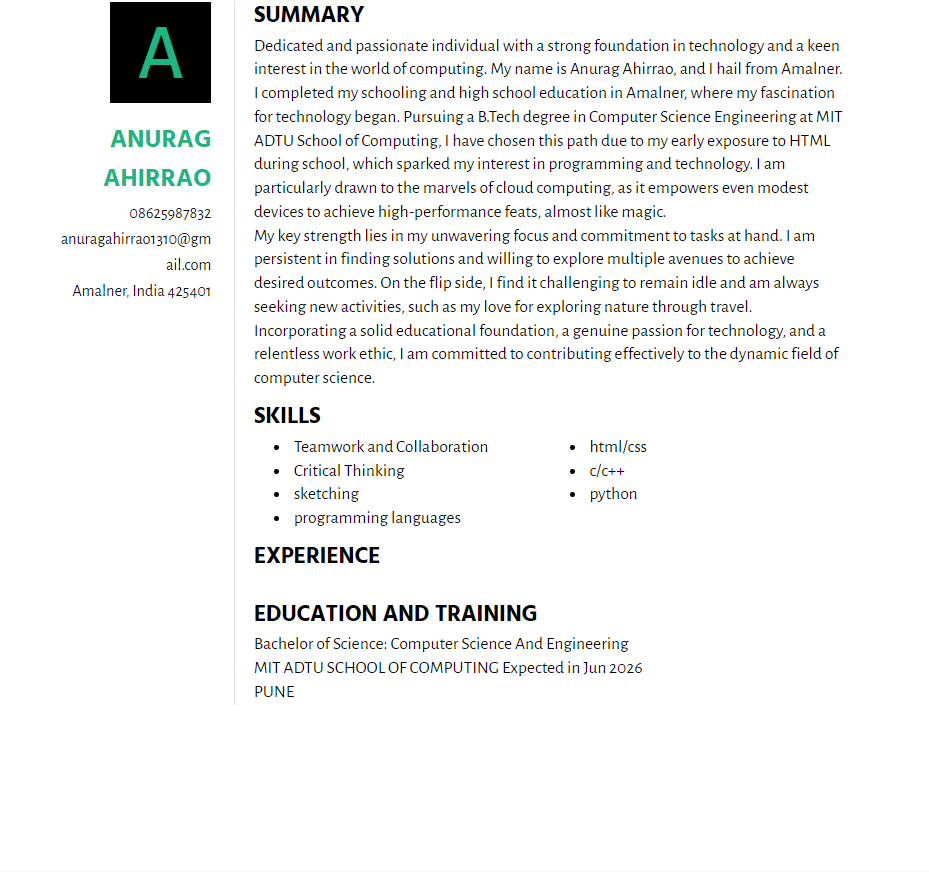 A
ANURAG
AHIRRAO
08625987832
anuragahirrao1310@gm
ail.com
Amalner, India 425401
SUMMARY
Dedicated and passionate individual with a strong foundation in technology and a keen
interest in the world of computing. My name is Anurag Ahirrao, and I hail from Amalner.
I completed my schooling and high school education in Amalner, where my fascination
for technology began. Pursuing a B.Tech degree in Computer Science Engineering at MIT
ADTU School of Computing, I have chosen this path due to my early exposure to HTML
during school, which sparked my interest in programming and technology. I am
particularly drawn to the marvels of cloud computing, as it empowers even modest
devices to achieve high-performance feats, almost like magic.
My key strength lies in my unwavering focus and commitment to tasks at hand. I am
persistent in finding solutions and willing to explore multiple avenues to achieve
desired outcomes. On the flip side, I find it challenging to remain idle and am always
seeking new activities, such as my love for exploring nature through travel.
Incorporating a solid educational foundation, a genuine passion for technology, and a
relentless work ethic, I am committed to contributing effectively to the dynamic field of
computer science.
SKILLS
• Teamwork and Collaboration
• Critical Thinking
• sketching
• programming languages
• html/css
• c/c++
• python
EXPERIENCE
EDUCATION AND TRAINING
Bachelor of Science: Computer Science And Engineering
MIT ADTU SCHOOL OF COMPUTING Expected in Jun 2026
PUNE